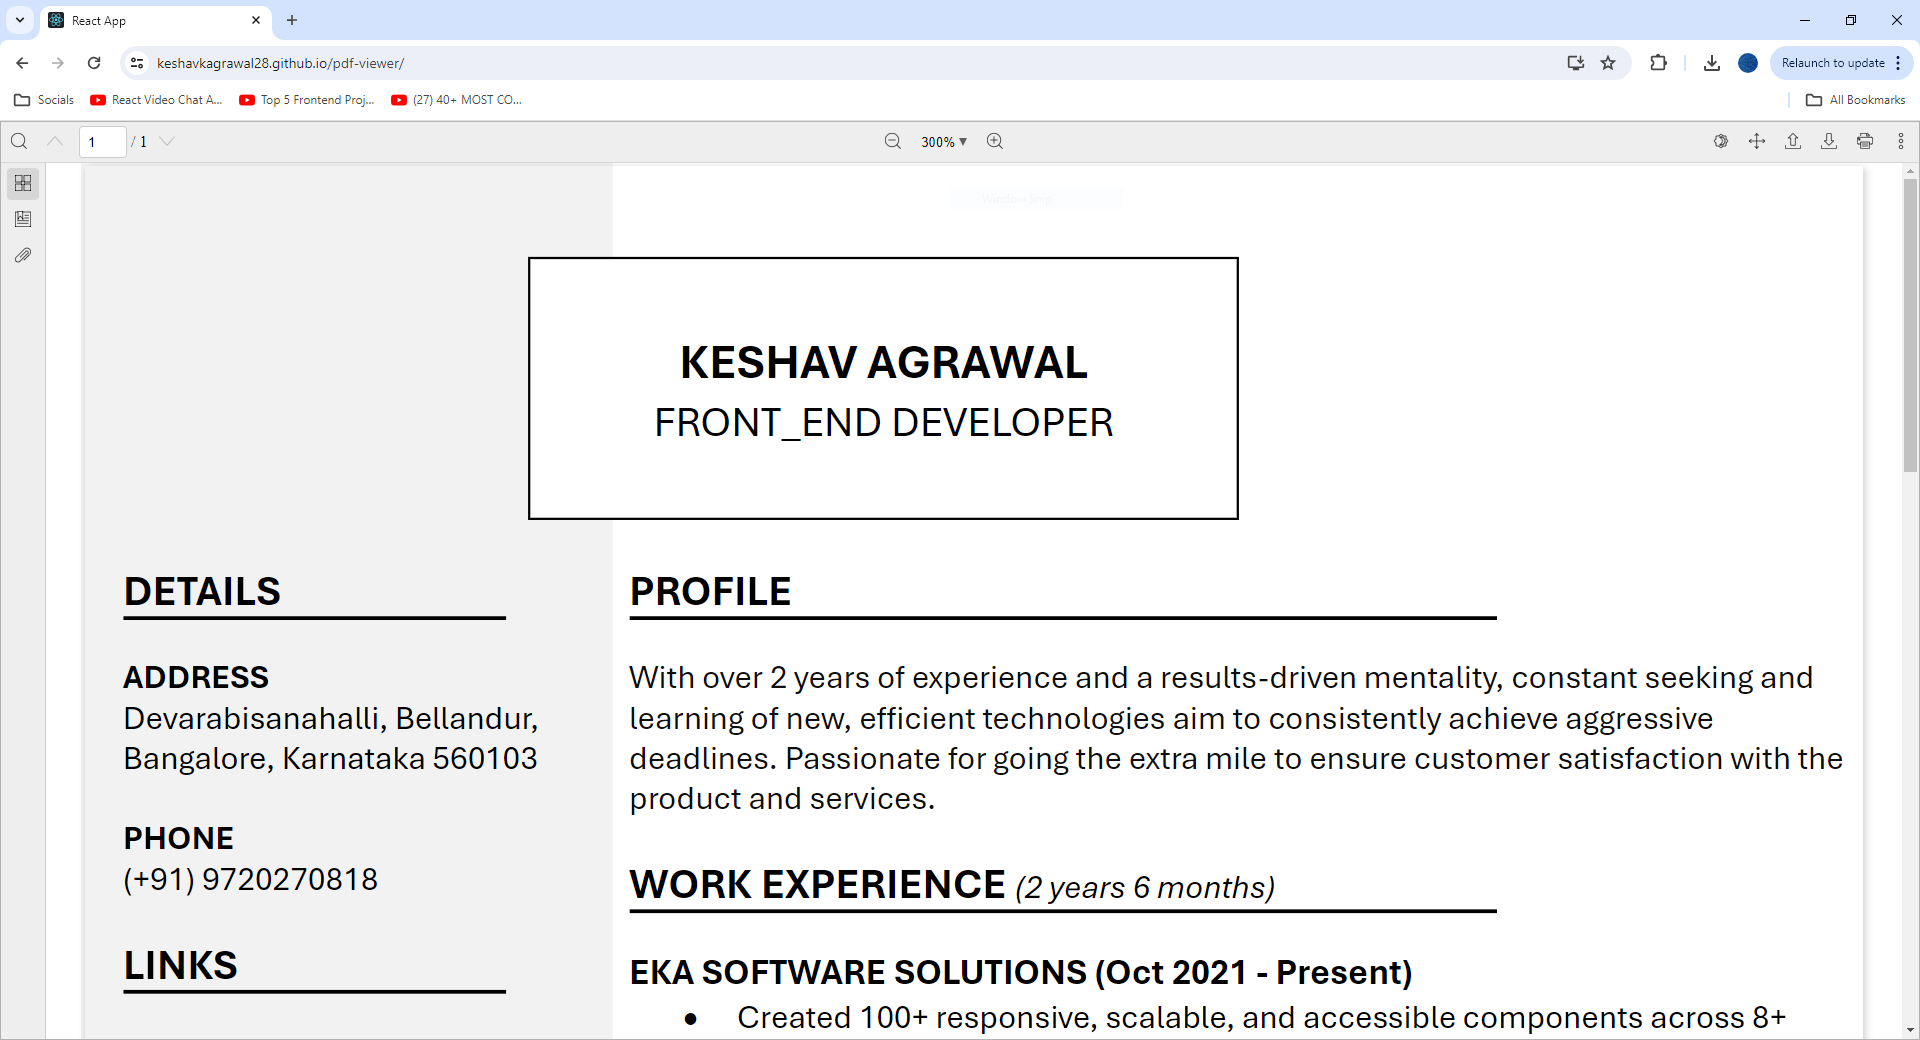 React App
keshavkagrawal28.github.io/pdf-viewer/
Relaunch to update
Socials
React Video Chat A...
Top 5 Frontend Proj...
(27) 40+ MOST CO...
All Bookmarks
1 / 1
300%
KESHAV AGRAWAL
FRONT_END DEVELOPER
DETAILS
ADDRESS
Devarabisanahalli, Bellandur,
Bangalore, Karnataka 560103
PHONE
(+91) 9720270818
LINKS
PROFILE
With over 2 years of experience and a results-driven mentality, constant seeking and
learning of new, efficient technologies aim to consistently achieve aggressive
deadlines. Passionate for going the extra mile to ensure customer satisfaction with the
product and services.
WORK EXPERIENCE (2 years 6 months)
EKA SOFTWARE SOLUTIONS (Oct 2021 - Present)
• Created 100+ responsive, scalable, and accessible components across 8+